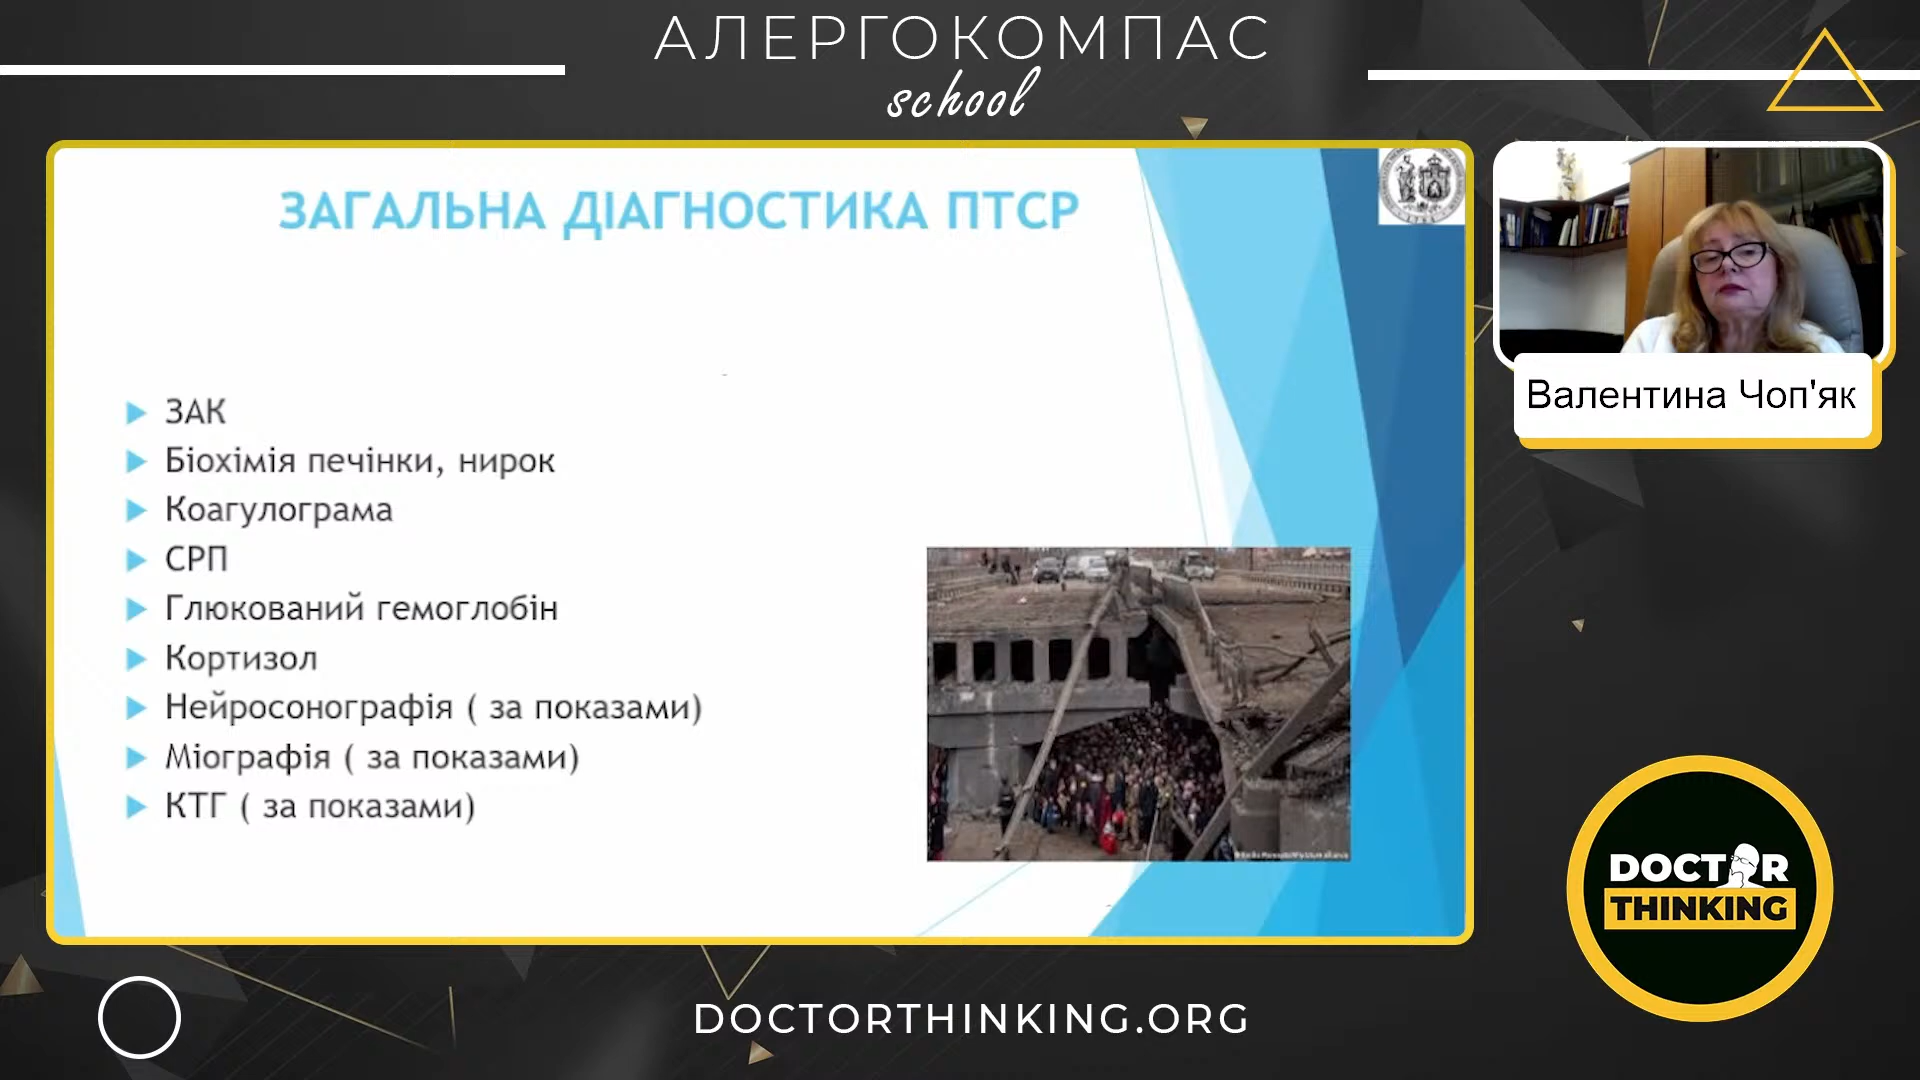 АЛЕРГОКОМПАС
school
ЗАГАЛЬНА ДІАГНОСТИКА ПТСР
ЗАК
Біохімія печінки, нирок
Коагулограма
СРП
Глюкований гемоглобін
Кортизол
Нейросонографія ( за показами)
Міографія ( за показами)
КТГ ( за показами)
Валентина Чоп'як
DOCTOR
THINKING
DOCTORTHINKING.ORG